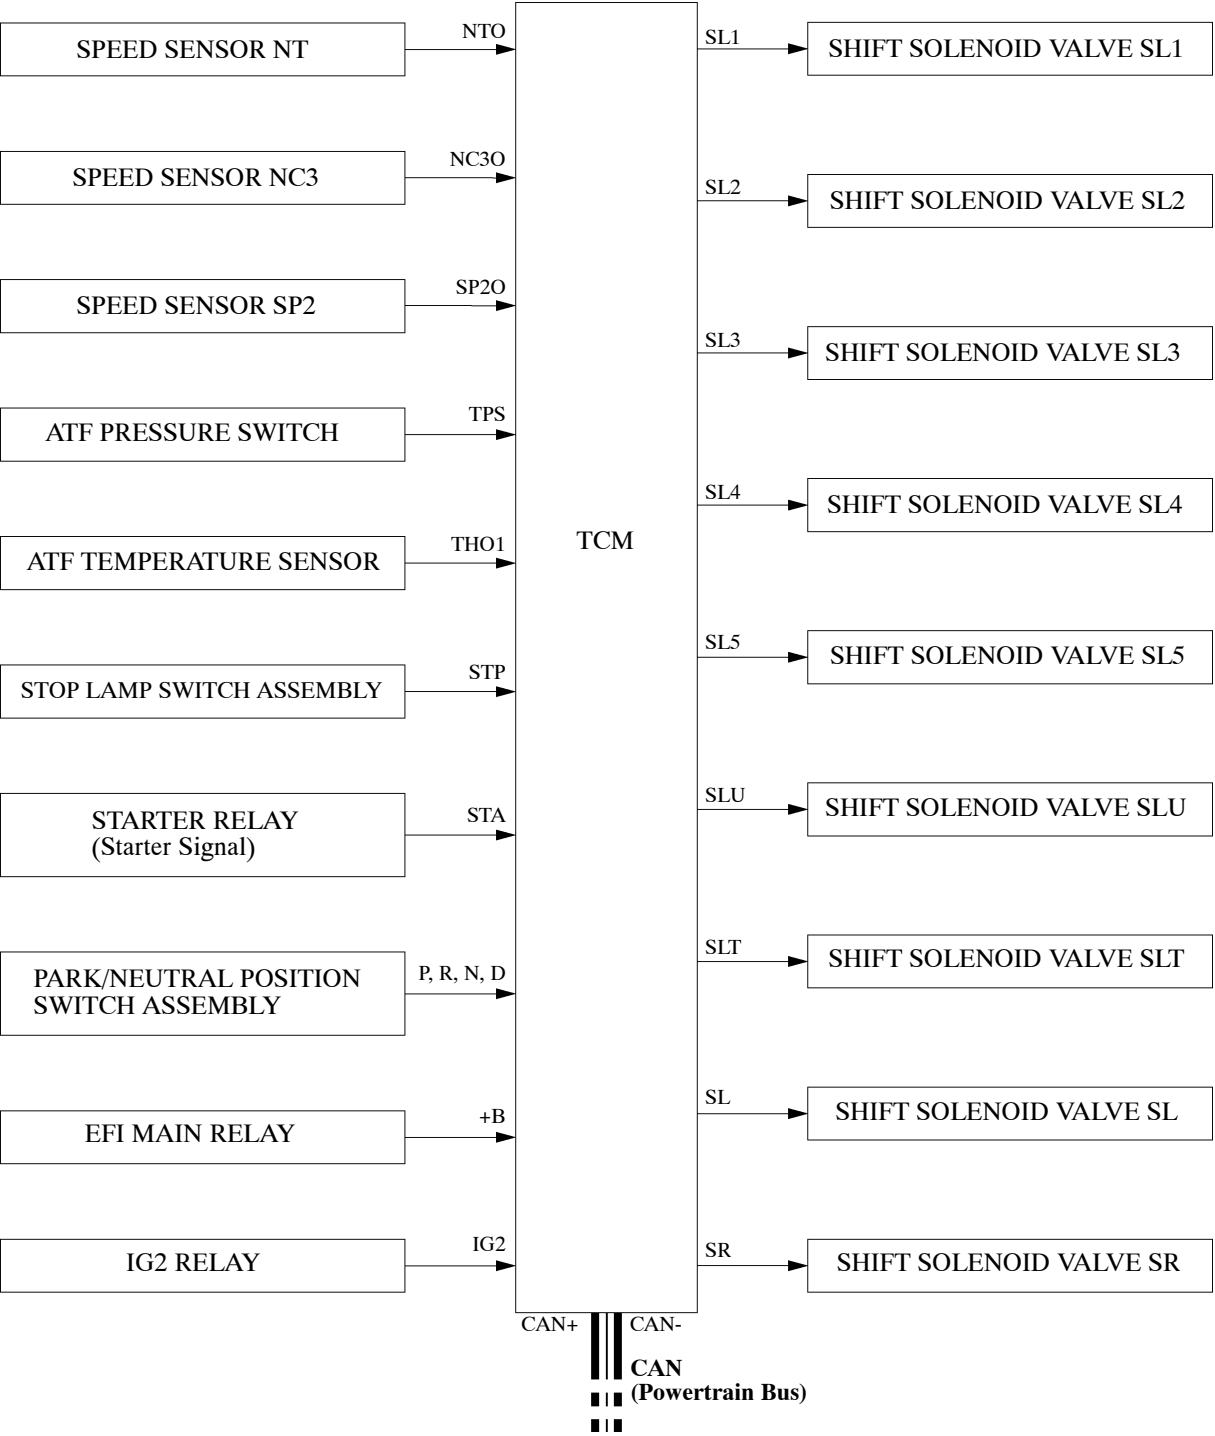 NTO
SPEED SENSOR NT
NC3O
SPEED SENSOR NC3
SP2O
SPEED SENSOR SP2
TPS
ATF PRESSURE SWITCH
THO1
ATF TEMPERATURE SENSOR
STP
STOP LAMP SWITCH ASSEMBLY
STA
STARTER RELAY
(Starter Signal)
P, R, N, D
PARK/NEUTRAL POSITION
SWITCH ASSEMBLY
+B
EFI MAIN RELAY
IG2
IG2 RELAY
TCM
SL1
SHIFT SOLENOID VALVE SL1
SL2
SHIFT SOLENOID VALVE SL2
SL3
SHIFT SOLENOID VALVE SL3
SL4
SHIFT SOLENOID VALVE SL4
SL5
SHIFT SOLENOID VALVE SL5
SLU
SHIFT SOLENOID VALVE SLU
SLT
SHIFT SOLENOID VALVE SLT
SL
SHIFT SOLENOID VALVE SL
SR
SHIFT SOLENOID VALVE SR
CAN+
CAN-
CAN
(Powertrain Bus)